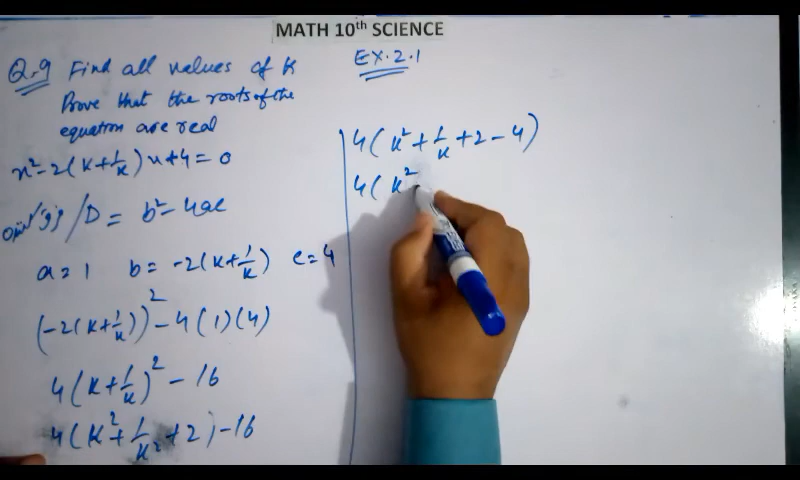 MATH 10th SCIENCE
EX.2.1
Q.9 Find all values of K
Prove that the roots of the
equation are real
x²-2(K+1/K)x+4=0
/D = b²-4ac
a=1 b=-2(K+1/K) c=4
(-2(K+1/K))²-4(1)(4)
4(K+1/K)²-16
4(K²+1/K²+2)-16
4(K²+1/K+2-4)
4(K²